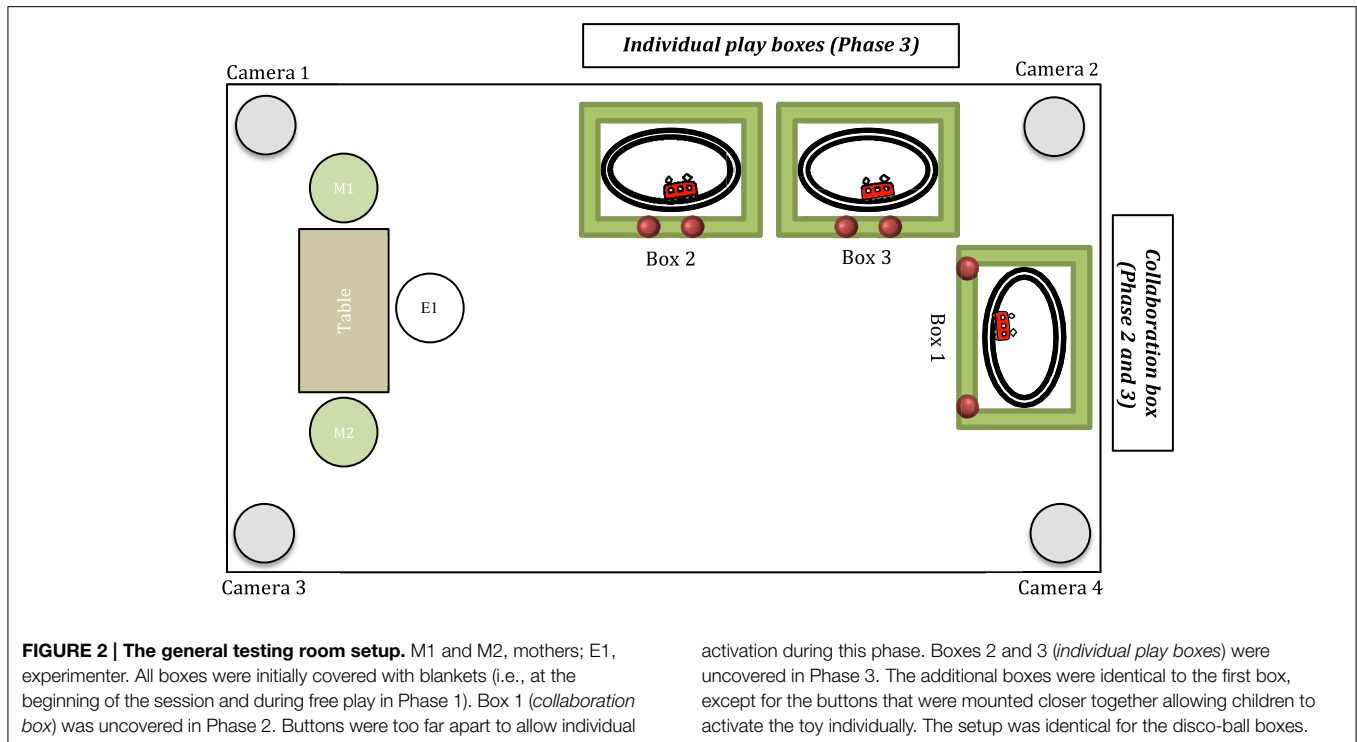 Individual play boxes (Phase 3)
Camera 1
Camera 2
M1
Table
E1
M2
Box 2
Box 3
Box 1
Collaboration box
(Phase 2 and 3)
Camera 3
Camera 4
FIGURE 2 | The general testing room setup. M1 and M2, mothers; E1,
experimenter. All boxes were initially covered with blankets (i.e., at the
beginning of the session and during free play in Phase 1). Box 1 (collaboration
box) was uncovered in Phase 2. Buttons were too far apart to allow individual
activation during this phase. Boxes 2 and 3 (individual play boxes) were
uncovered in Phase 3. The additional boxes were identical to the first box,
except for the buttons that were mounted closer together allowing children to
activate the toy individually. The setup was identical for the disco-ball boxes.